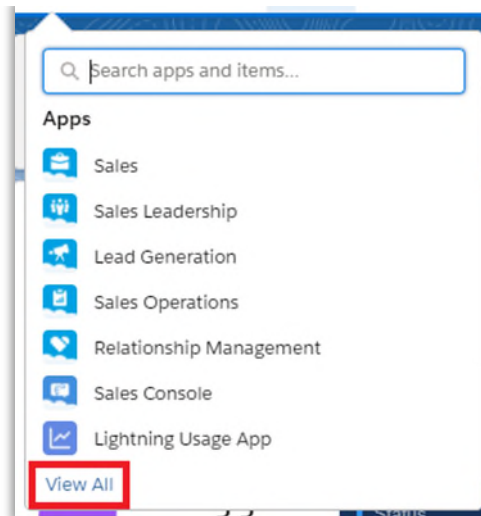 Search apps and items...
Apps
Sales
Sales Leadership
Lead Generation
Sales Operations
Relationship Management
Sales Console
Lightning Usage App
View All
Status